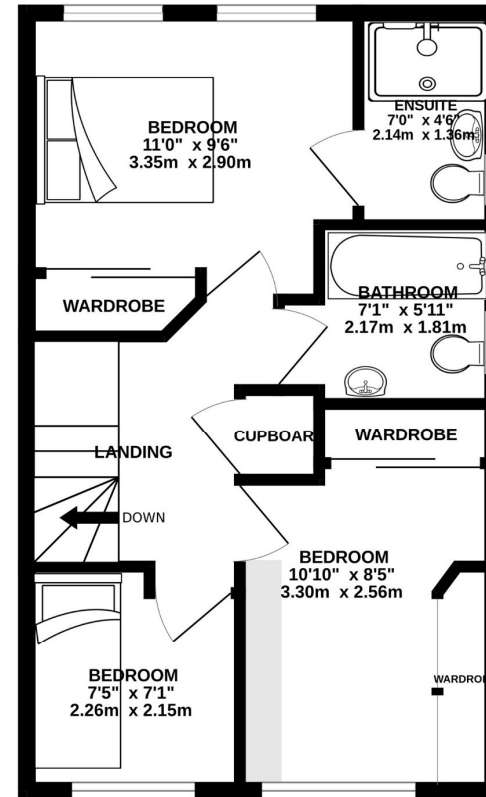 ENSUITE
7'0" x 4'6"
2.14m x 1.36m
BEDROOM
11'0" x 9'6"
3.35m x 2.90m
WARDROBE
BATHROOM
7'1" x 5'11"
2.17m x 1.81m
CUPBOAR
WARDROBE
LANDING
DOWN
BEDROOM
10'10" x 8'5"
3.30m x 2.56m
BEDROOM
7'5" x 7'1"
2.26m x 2.15m
WARDROB